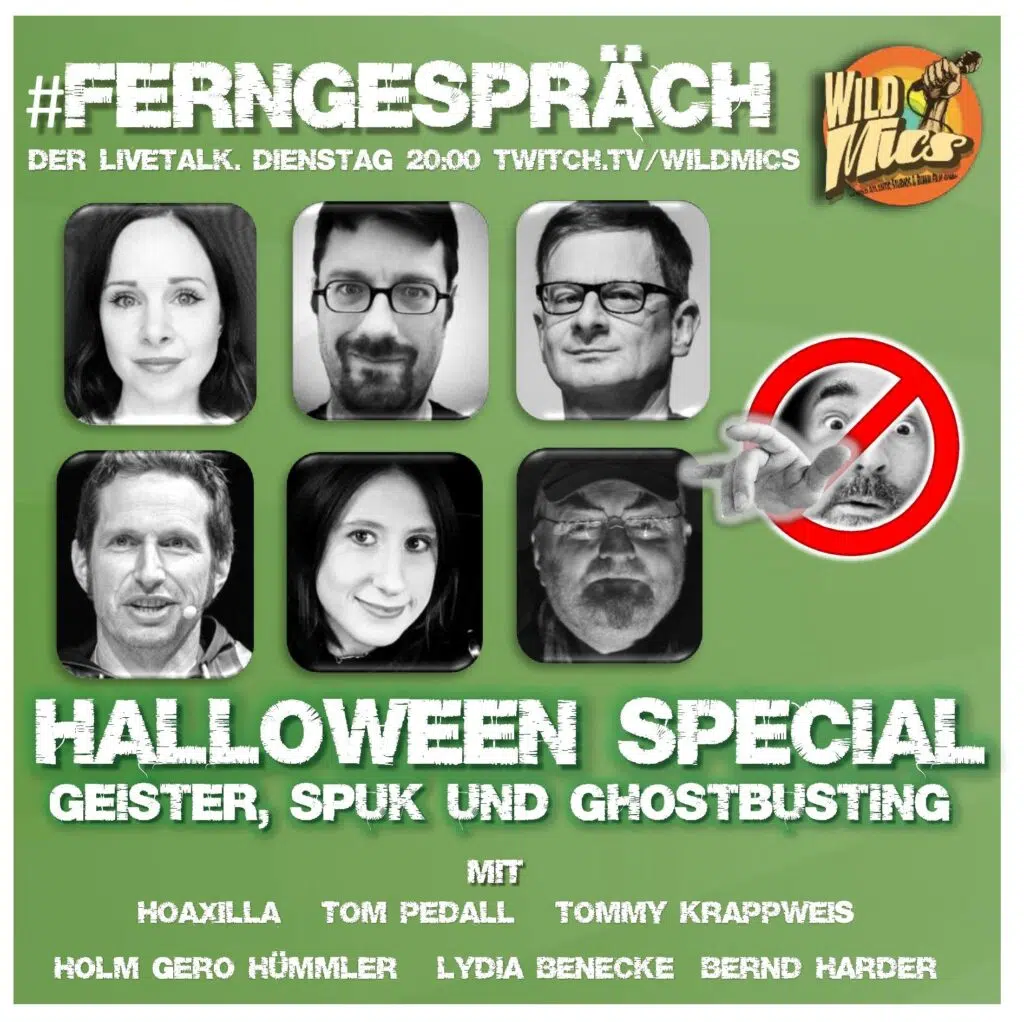 #FERNGESPRÄCH
DER LIVETALK. DIENSTAG 20:00 TWITCH.TV/WILDMICS
WILD
MICS
HALLOWEEN SPECIAL
GEISTER, SPUK UND GHOSTBUSTING
MIT
HOAXILLA TOM PEDALL TOMMY KRAPPWEIS
HOLM GERO HÜMMLER LYDIA BENECKE BERND HARDER